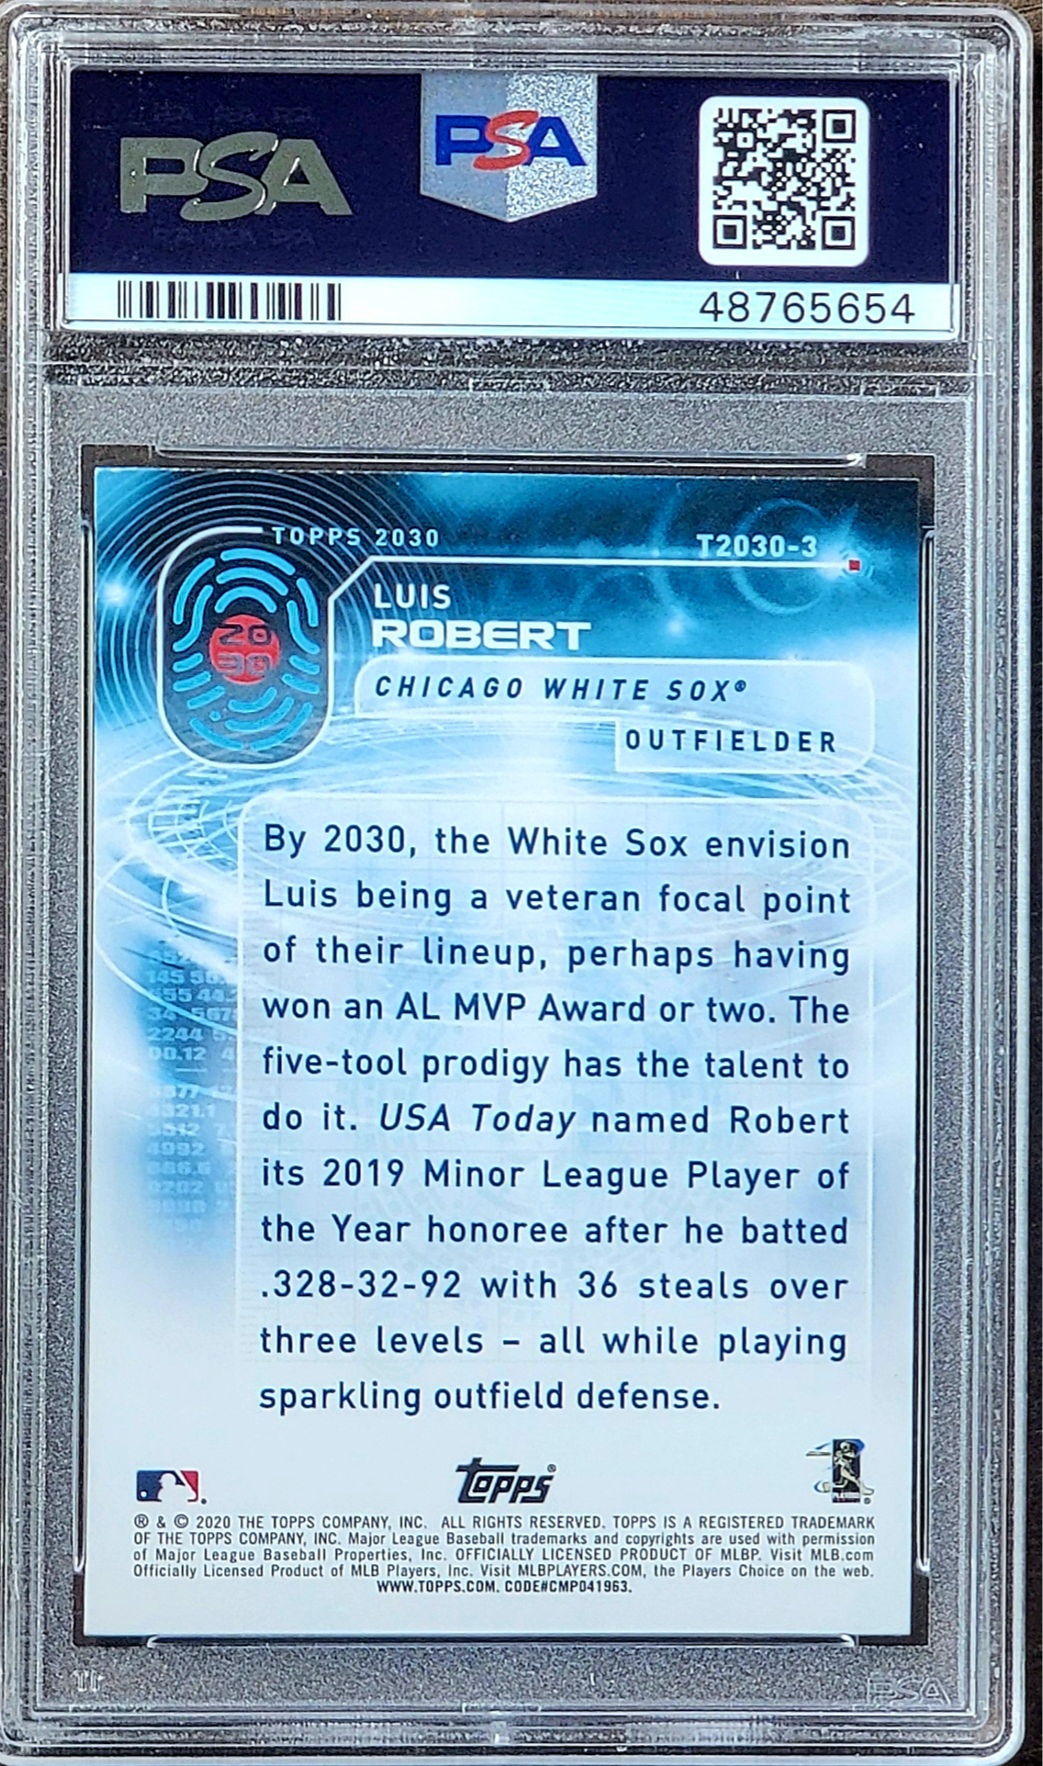 PSA
PSA
48765654
TOPPS 2030
T2030-3
LUIS
ROBERT
20
30
CHICAGO WHITE SOX®
OUTFIELDER
By 2030, the White Sox envision
Luis being a veteran focal point
of their lineup, perhaps having
won an AL MVP Award or two. The
five-tool prodigy has the talent to
do it. USA Today named Robert
its 2019 Minor League Player of
the Year honoree after he batted
.328-32-92 with 36 steals over
three levels – all while playing
sparkling outfield defense.
topps®
® & © 2020 THE TOPPS COMPANY, INC. ALL RIGHTS RESERVED. TOPPS IS A REGISTERED TRADEMARK
OF THE TOPPS COMPANY, INC. Major League Baseball trademarks and copyrights are used with permission
of Major League Baseball Properties, Inc. OFFICIALLY LICENSED PRODUCT OF MLBP. Visit MLB.com
Officially Licensed Product of MLB Players, Inc. Visit MLBPLAYERS.COM, the Players Choice on the web.
WWW.TOPPS.COM. CODE#CMP041963.
PSA